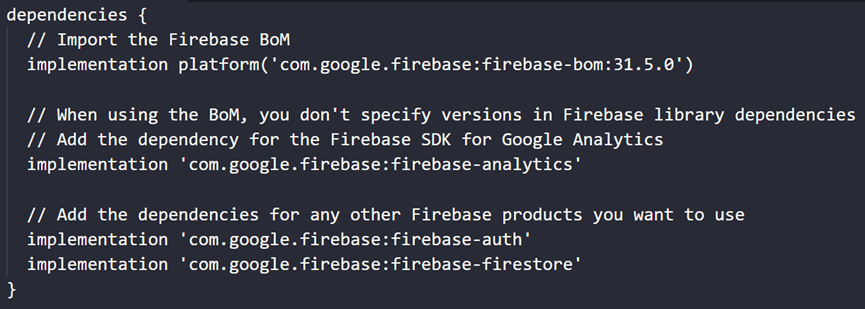 dependencies {
  // Import the Firebase BoM
  implementation platform('com.google.firebase:firebase-bom:31.5.0')

  // When using the BoM, you don't specify versions in Firebase library dependencies
  // Add the dependency for the Firebase SDK for Google Analytics
  implementation 'com.google.firebase:firebase-analytics'

  // Add the dependencies for any other Firebase products you want to use
  implementation 'com.google.firebase:firebase-auth'
  implementation 'com.google.firebase:firebase-firestore'
}